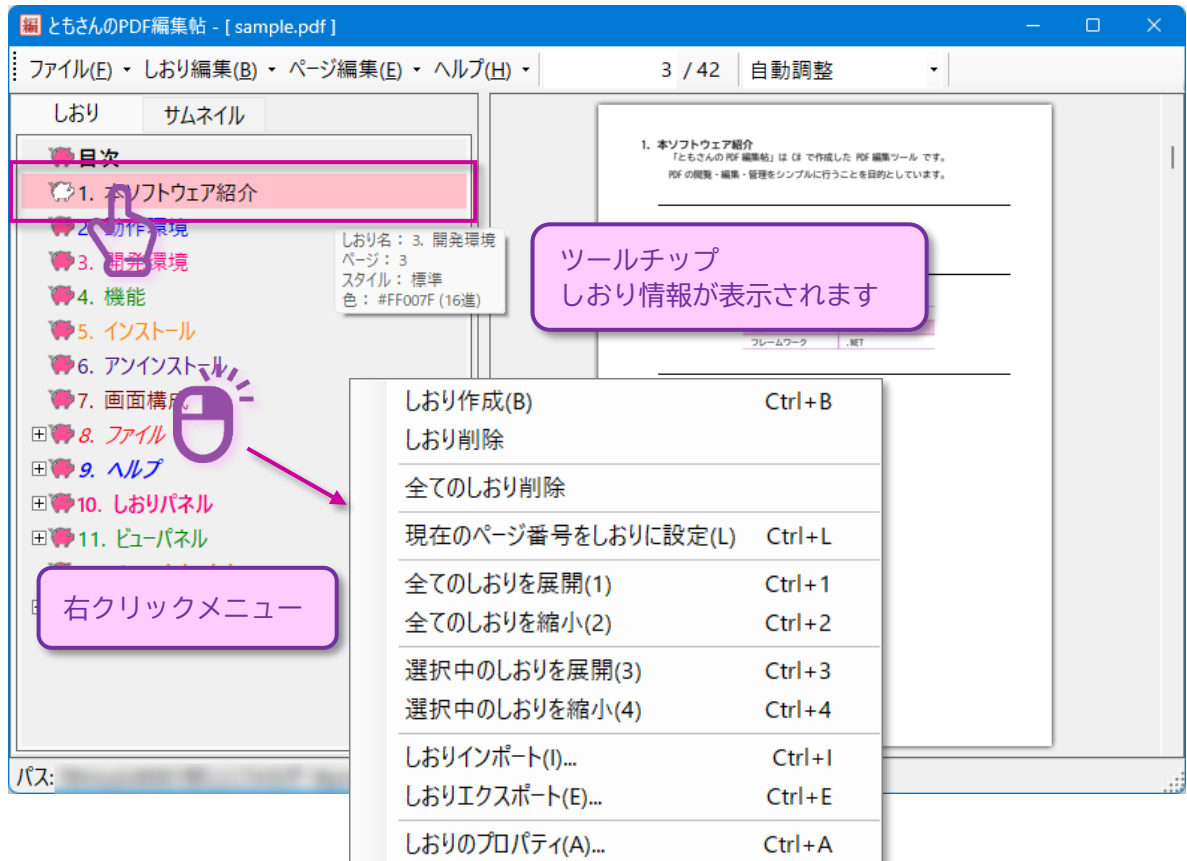 編 ともさんのPDF編集帖 - [ sample.pdf ]
ファイル(F) しおり編集(B) ページ編集(E) ヘルプ(H) 3 / 42 自動調整
しおり サムネイル
目次
1. 本ソフトウェア紹介
2. 動作環境
3. 開発環境
4. 機能
5. インストール
6. アンインストール
7. 画面構成
8. ファイル
9. ヘルプ
10. しおりパネル
11. ビューパネル
しおり名： 3. 開発環境
ページ： 3
スタイル： 標準
色： #FF007F (16進)
1. 本ソフトウェア紹介
「ともさんの PDF 編集帖」は C# で作成した PDF 編集ツール です。
PDF の閲覧・編集・管理をシンプルに行うことを目的としています。
ツールチップ
しおり情報が表示されます
フレームワーク .NET
右クリックメニュー
しおり作成(B) Ctrl+B
しおり削除
全てのしおり削除
現在のページ番号をしおりに設定(L) Ctrl+L
全てのしおりを展開(1) Ctrl+1
全てのしおりを縮小(2) Ctrl+2
選択中のしおりを展開(3) Ctrl+3
選択中のしおりを縮小(4) Ctrl+4
しおりインポート(I)... Ctrl+I
しおりエクスポート(E)... Ctrl+E
しおりのプロパティ(A)... Ctrl+A
パス: